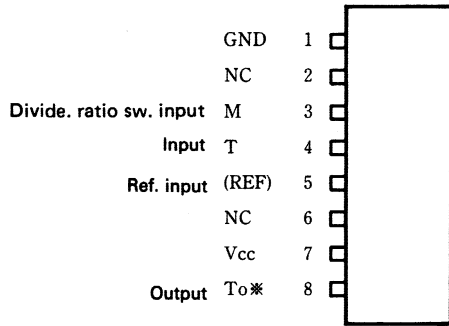 GND 1
NC 2
Divide. ratio sw. input M 3
Input T 4
Ref. input (REF) 5
NC 6
Vcc 7
Output To※ 8